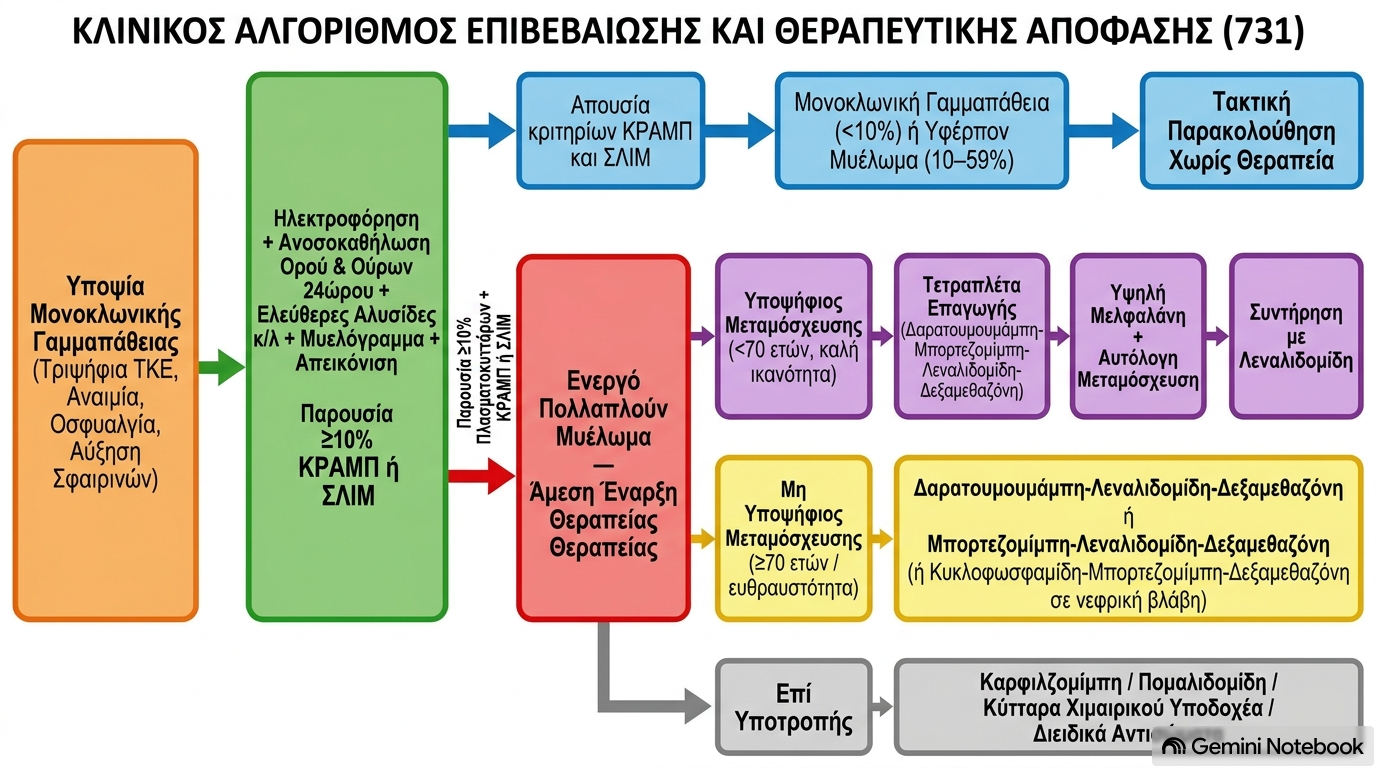 ΚΛΙΝΙΚΟΣ ΑΛΓΟΡΙΘΜΟΣ ΕΠΙΒΕΒΑΙΩΣΗΣ ΚΑΙ ΘΕΡΑΠΕΥΤΙΚΗΣ ΑΠΟΦΑΣΗΣ (731)
Υποψία
Μονοκλωνικής
Γαμμαπάθειας
(Τριψήφια ΤΚΕ,
Αναιμία,
Οσφυαλγία,
Αύξηση
Σφαιρινών)
Ηλεκτροφόρηση
+ Ανοσοκαθήλωση
Ορού & Ούρων
24ώρου +
Ελεύθερες Αλυσίδες
κ/λ + Μυελόγραμμα +
Απεικόνιση
Παρουσία
≥10%
ΚΡΑΜΠ ή
ΣΛΙΜ
Απουσία
κριτηρίων ΚΡΑΜΠ
και ΣΛΙΜ
Μονοκλωνική Γαμμαπάθεια
(<10%) ή Υφέρπον
Μυέλωμα (10–59%)
Τακτική
Παρακολούθηση
Χωρίς Θεραπεία
Παρουσία ≥10%
Πλασματοκυττάρων +
ΚΡΑΜΠ ή ΣΛΙΜ
Ενεργό
Πολλαπλούν
Μυέλωμα
—
Άμεση Έναρξη
Θεραπείας
Θεραπείας
Υποψήφιος
Μεταμόσχευσης
(<70 ετών, καλή
ικανότητα)
Τετραπλέτα
Επαγωγής
(Δαρατουμουμάμπη-
Μπορτεζομίμπη-
Λεναλιδομίδη-
Δεξαμεθαζόνη)
Υψηλή
Μελφαλάνη
+
Αυτόλογη
Μεταμόσχευση
Συντήρηση
με
Λεναλιδομίδη
Μη
Υποψήφιος
Μεταμόσχευσης
(≥70 ετών /
ευθραυστότητα)
Δαρατουμουμάμπη-Λεναλιδομίδη-Δεξαμεθαζόνη
ή
Μπορτεζομίμπη-Λεναλιδομίδη-Δεξαμεθαζόνη
(ή Κυκλοφωσφαμίδη-Μπορτεζομίμπη-Δεξαμεθαζόνη
σε νεφρική βλάβη)
Επί
Υποτροπής
Καρφιλζομίμπη / Πομαλιδομίδη /
Κύτταρα Χιμαιρικού Υποδοχέα /
Διειδικά
Gemini Notebook